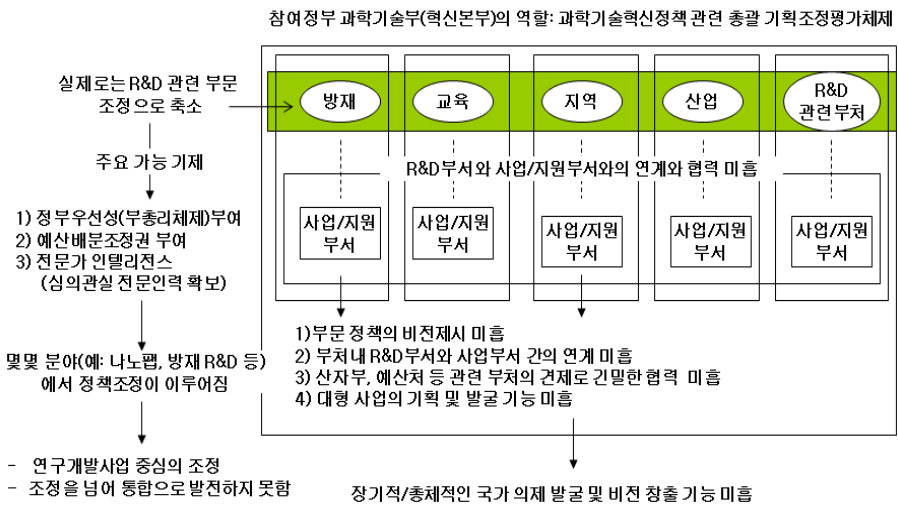 참여정부 과학기술부(혁신본부)의 역할: 과학기술혁신정책 관련 총괄 기획조정평가체제
실제로는 R&D 관련 부문
조정으로 축소
방재
교육
지역
산업
R&D
관련부처
주요 가능 기제
R&D부서와 사업/지원부서와의 연계와 협력 미흡
1) 정부우선성(부총리체제)부여
2) 예산배분조정권 부여
3) 전문가 인텔리전스
(심의관실 전문인력 확보)
사업/지원
부서
사업/지원
부서
사업/지원
부서
사업/지원
부서
사업/지원
부서
1)부문 정책의 비전제시 미흡
2) 부처내 R&D부서와 사업부서 간의 연계 미흡
3) 산자부, 예산처 등 관련 부처의 견제로 긴밀한 협력 미흡
4) 대형 사업의 기획 및 발굴 기능 미흡
몇몇 분야(예: 나노팹, 방재 R&D 등)
에서 정책조정이 이루어짐
- 연구개발사업 중심의 조정
- 조정을 넘어 통합으로 발전하지 못함
장기적/총체적인 국가 의제 발굴 및 비전 창출 기능 미흡